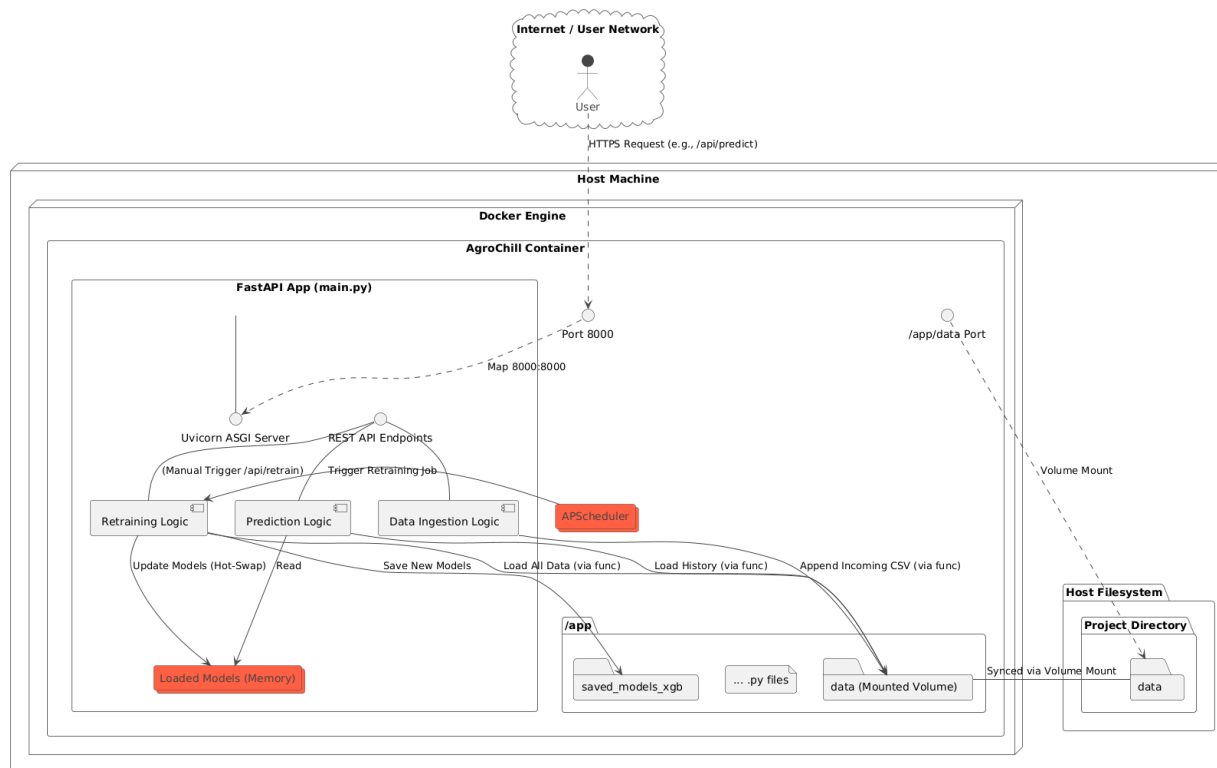 Internet / User Network
User
HTTPS Request (e.g., /api/predict)
Host Machine
Docker Engine
AgroChill Container
FastAPI App (main.py)
Port 8000
/app/data Port
Map 8000:8000
Uvicorn ASGI Server
REST API Endpoints
(Manual Trigger /api/retrain)
Trigger Retraining Job
Volume Mount
Retraining Logic
Prediction Logic
Data Ingestion Logic
APScheduler
Update Models (Hot-Swap)
Read
Save New Models
Load All Data (via func)
Load History (via func)
Append Incoming CSV (via func)
Host Filesystem
/app
Project Directory
Loaded Models (Memory)
saved_models_xgb
... .py files
data (Mounted Volume)
Synced via Volume Mount
data